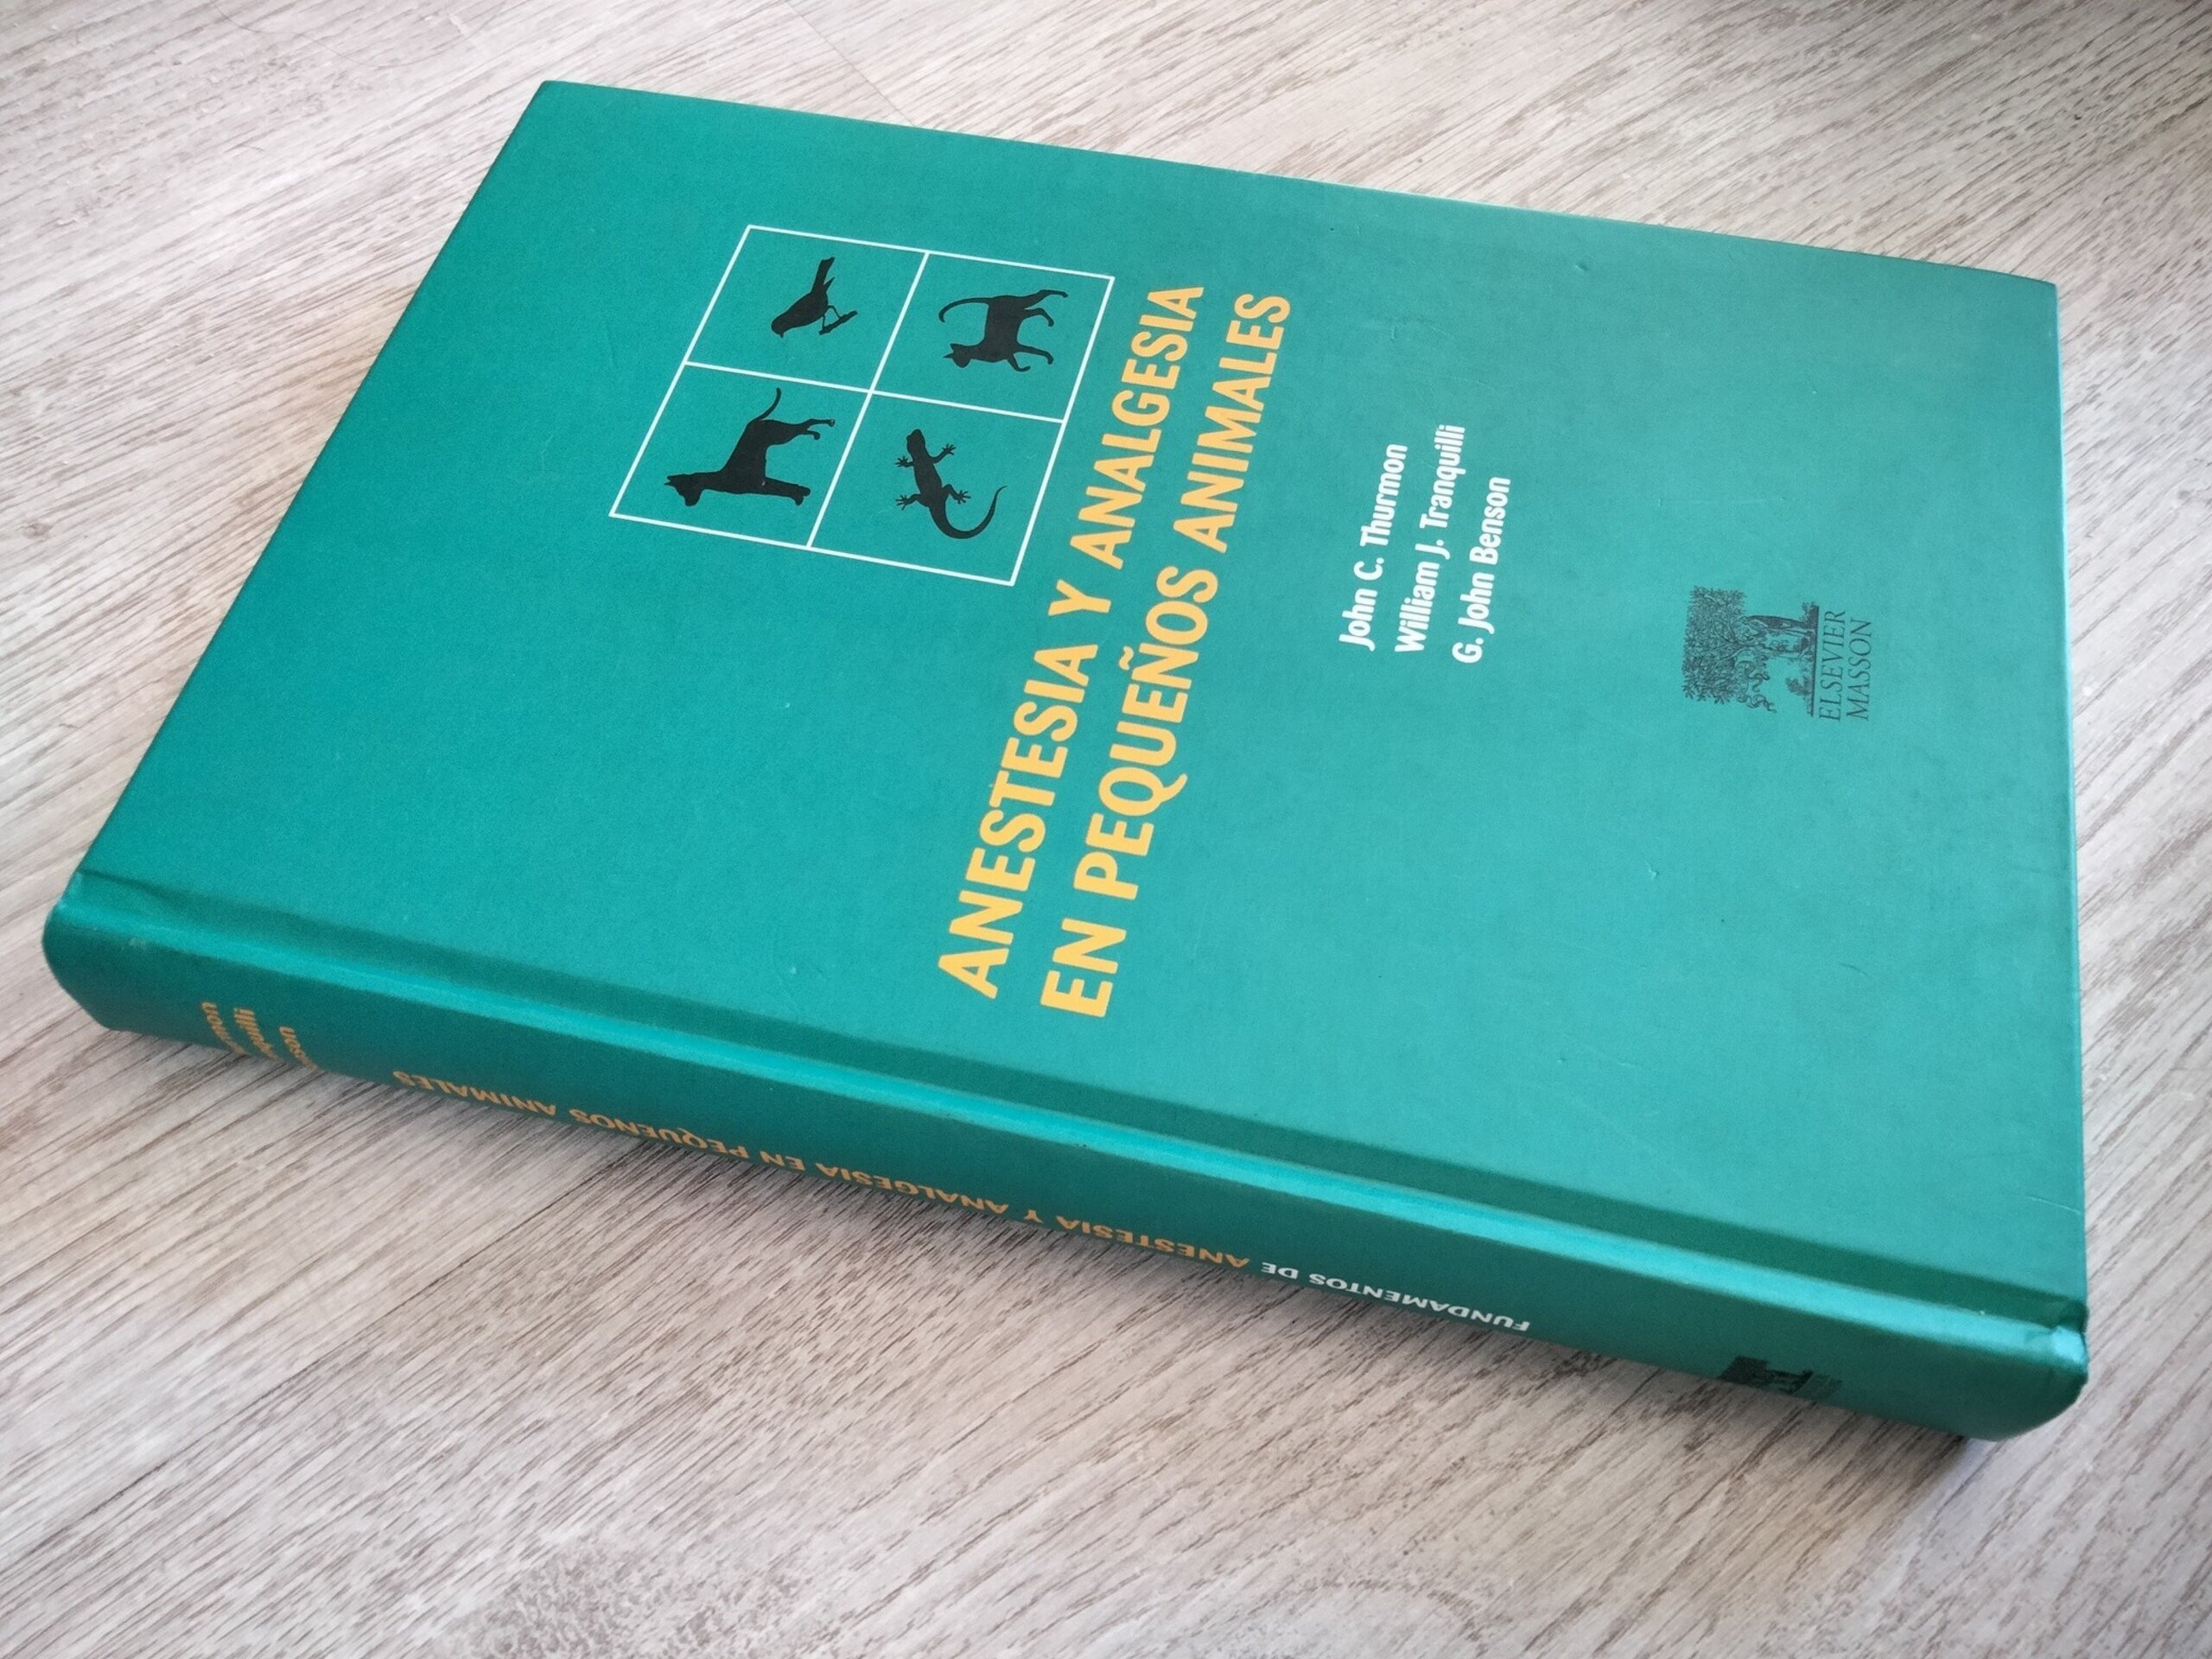 ANESTESIA Y ANALGESIA
EN PEQUEÑOS ANIMALES
John C. Thurmon
William J. Tranquilli
G. John Benson
ELSEVIER
MASSON
FUNDAMENTOS DE ANESTESIA Y ANALGESIA EN PEQUEÑOS ANIMALES